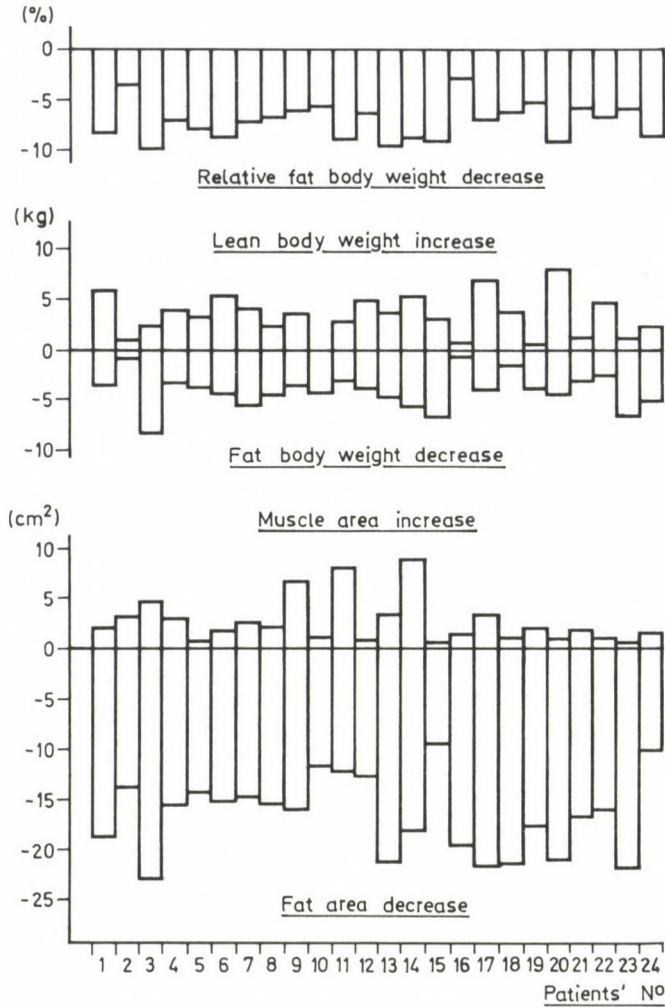 (%)
0
-5
-10
Relative fat body weight decrease
(kg)
Lean body weight increase
10
5
0
-5
-10
Fat body weight decrease
(cm²)
Muscle area increase
10
5
0
-5
-10
-15
-20
-25
Fat area decrease
1 2 3 4 5 6 7 8 9 10 11 12 13 14 15 16 17 18 19 20 21 22 23 24
Patients' Nº